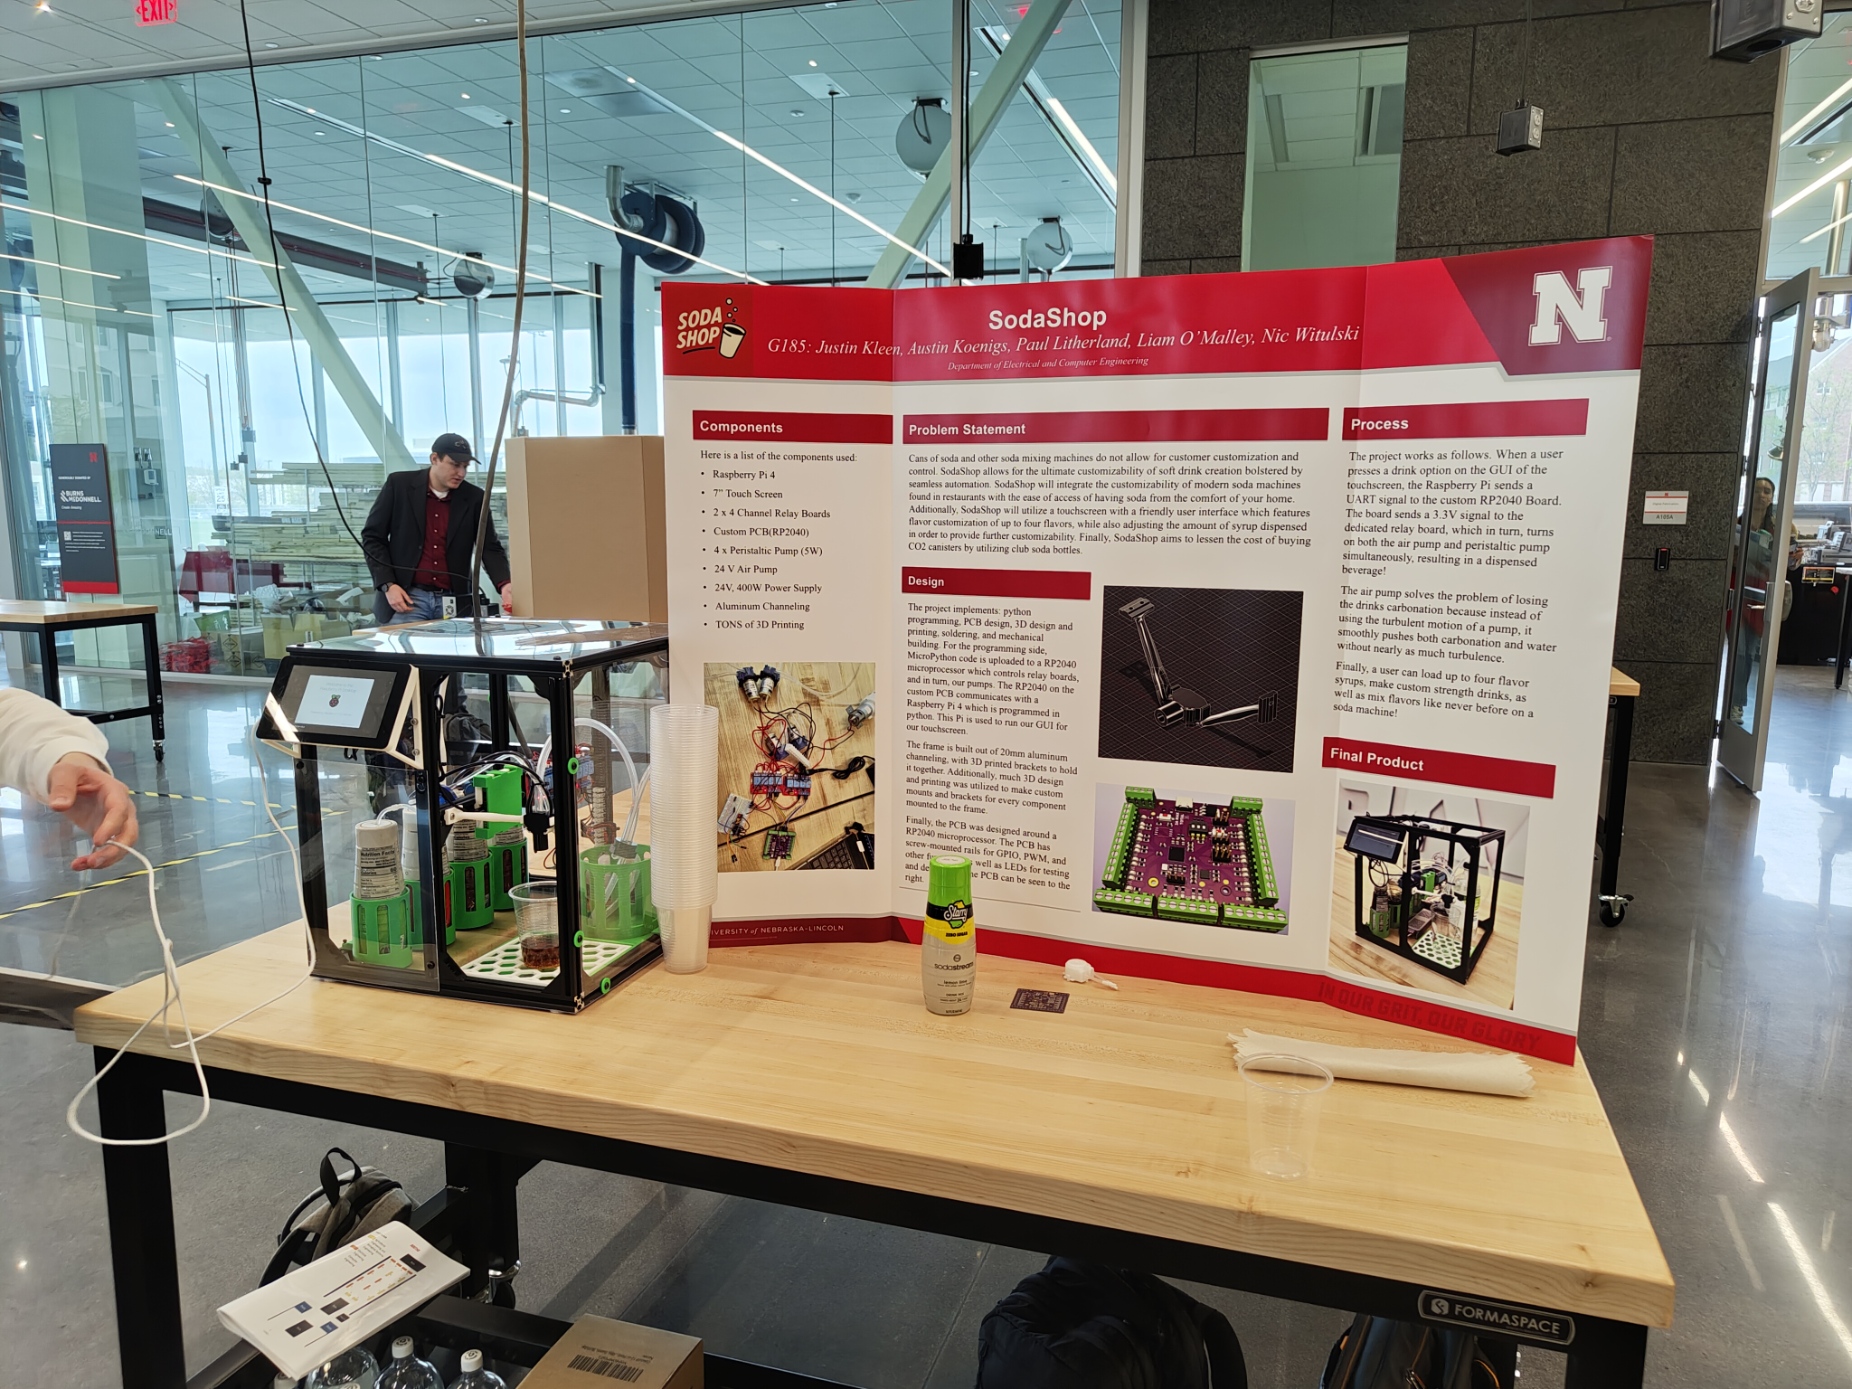 EXIT
SODA
SHOP
SodaShop
G185: Justin Kleen, Austin Koenigs, Paul Litherland, Liam O'Malley, Nic Witulski
Department of Electrical and Computer Engineering
N
Components
Here is a list of the components used:
• Raspberry Pi 4
• 7" Touch Screen
• 2 x 4 Channel Relay Boards
• Custom PCB(RP2040)
• 4 x Peristaltic Pump (5W)
• 24 V Air Pump
• 24V, 400W Power Supply
• Aluminum Channeling
• TONS of 3D Printing
Problem Statement
Cans of soda and other soda mixing machines do not allow for customer customization and
control. SodaShop allows for the ultimate customizability of soft drink creation bolstered by
seamless automation. SodaShop will integrate the customizability of modern soda machines
found in restaurants with the ease of access of having soda from the comfort of your home.
Additionally, SodaShop will utilize a touchscreen with a friendly user interface which features
flavor customization of up to four flavors, while also adjusting the amount of syrup dispensed
in order to provide further customizability. Finally, SodaShop aims to lessen the cost of buying
CO2 canisters by utilizing club soda bottles.
Design
The project implements: python
programming, PCB design, 3D design and
printing, soldering, and mechanical
building. For the programming side,
MicroPython code is uploaded to a RP2040
microprocessor which controls relay boards,
and in turn, our pumps. The RP2040 on the
custom PCB communicates with a
Raspberry Pi 4 which is programmed in
python. This Pi is used to run our GUI for
our touchscreen.
The frame is built out of 20mm aluminum
channeling, with 3D printed brackets to hold
it together. Additionally, much 3D design
and printing was utilized to make custom
mounts and brackets for every component
mounted to the frame.
Finally, the PCB was designed around a
RP2040 microprocessor. The PCB has
screw-mounted rails for GPIO, PWM, and
other well as LEDs for testing
and PCB can be seen to the
right.
Process
The project works as follows. When a user
presses a drink option on the GUI of the
touchscreen, the Raspberry Pi sends a
UART signal to the custom RP2040 Board.
The board sends a 3.3V signal to the
dedicated relay board, which in turn, turns
on both the air pump and peristaltic pump
simultaneously, resulting in a dispensed
beverage!
The air pump solves the problem of losing
the drinks carbonation because instead of
using the turbulent motion of a pump, it
smoothly pushes both carbonation and water
without nearly as much turbulence.
Finally, a user can load up to four flavor
syrups, make custom strength drinks, as
well as mix flavors like never before on a
soda machine!
Final Product
UNIVERSITY of NEBRASKA-LINCOLN
IN OUR GRIT, OUR GLORY
BURNS
MCDONNELL
A105A
Nutrition Facts
Starry
ZERO SUGAR
sodastream
FORMASPACE